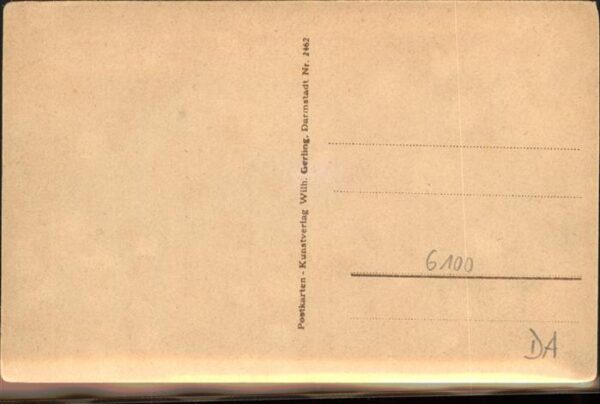 Postkarten - Kunstverlag Wilh. Gerling, Darmstadt Nr. 2462
6100
DA